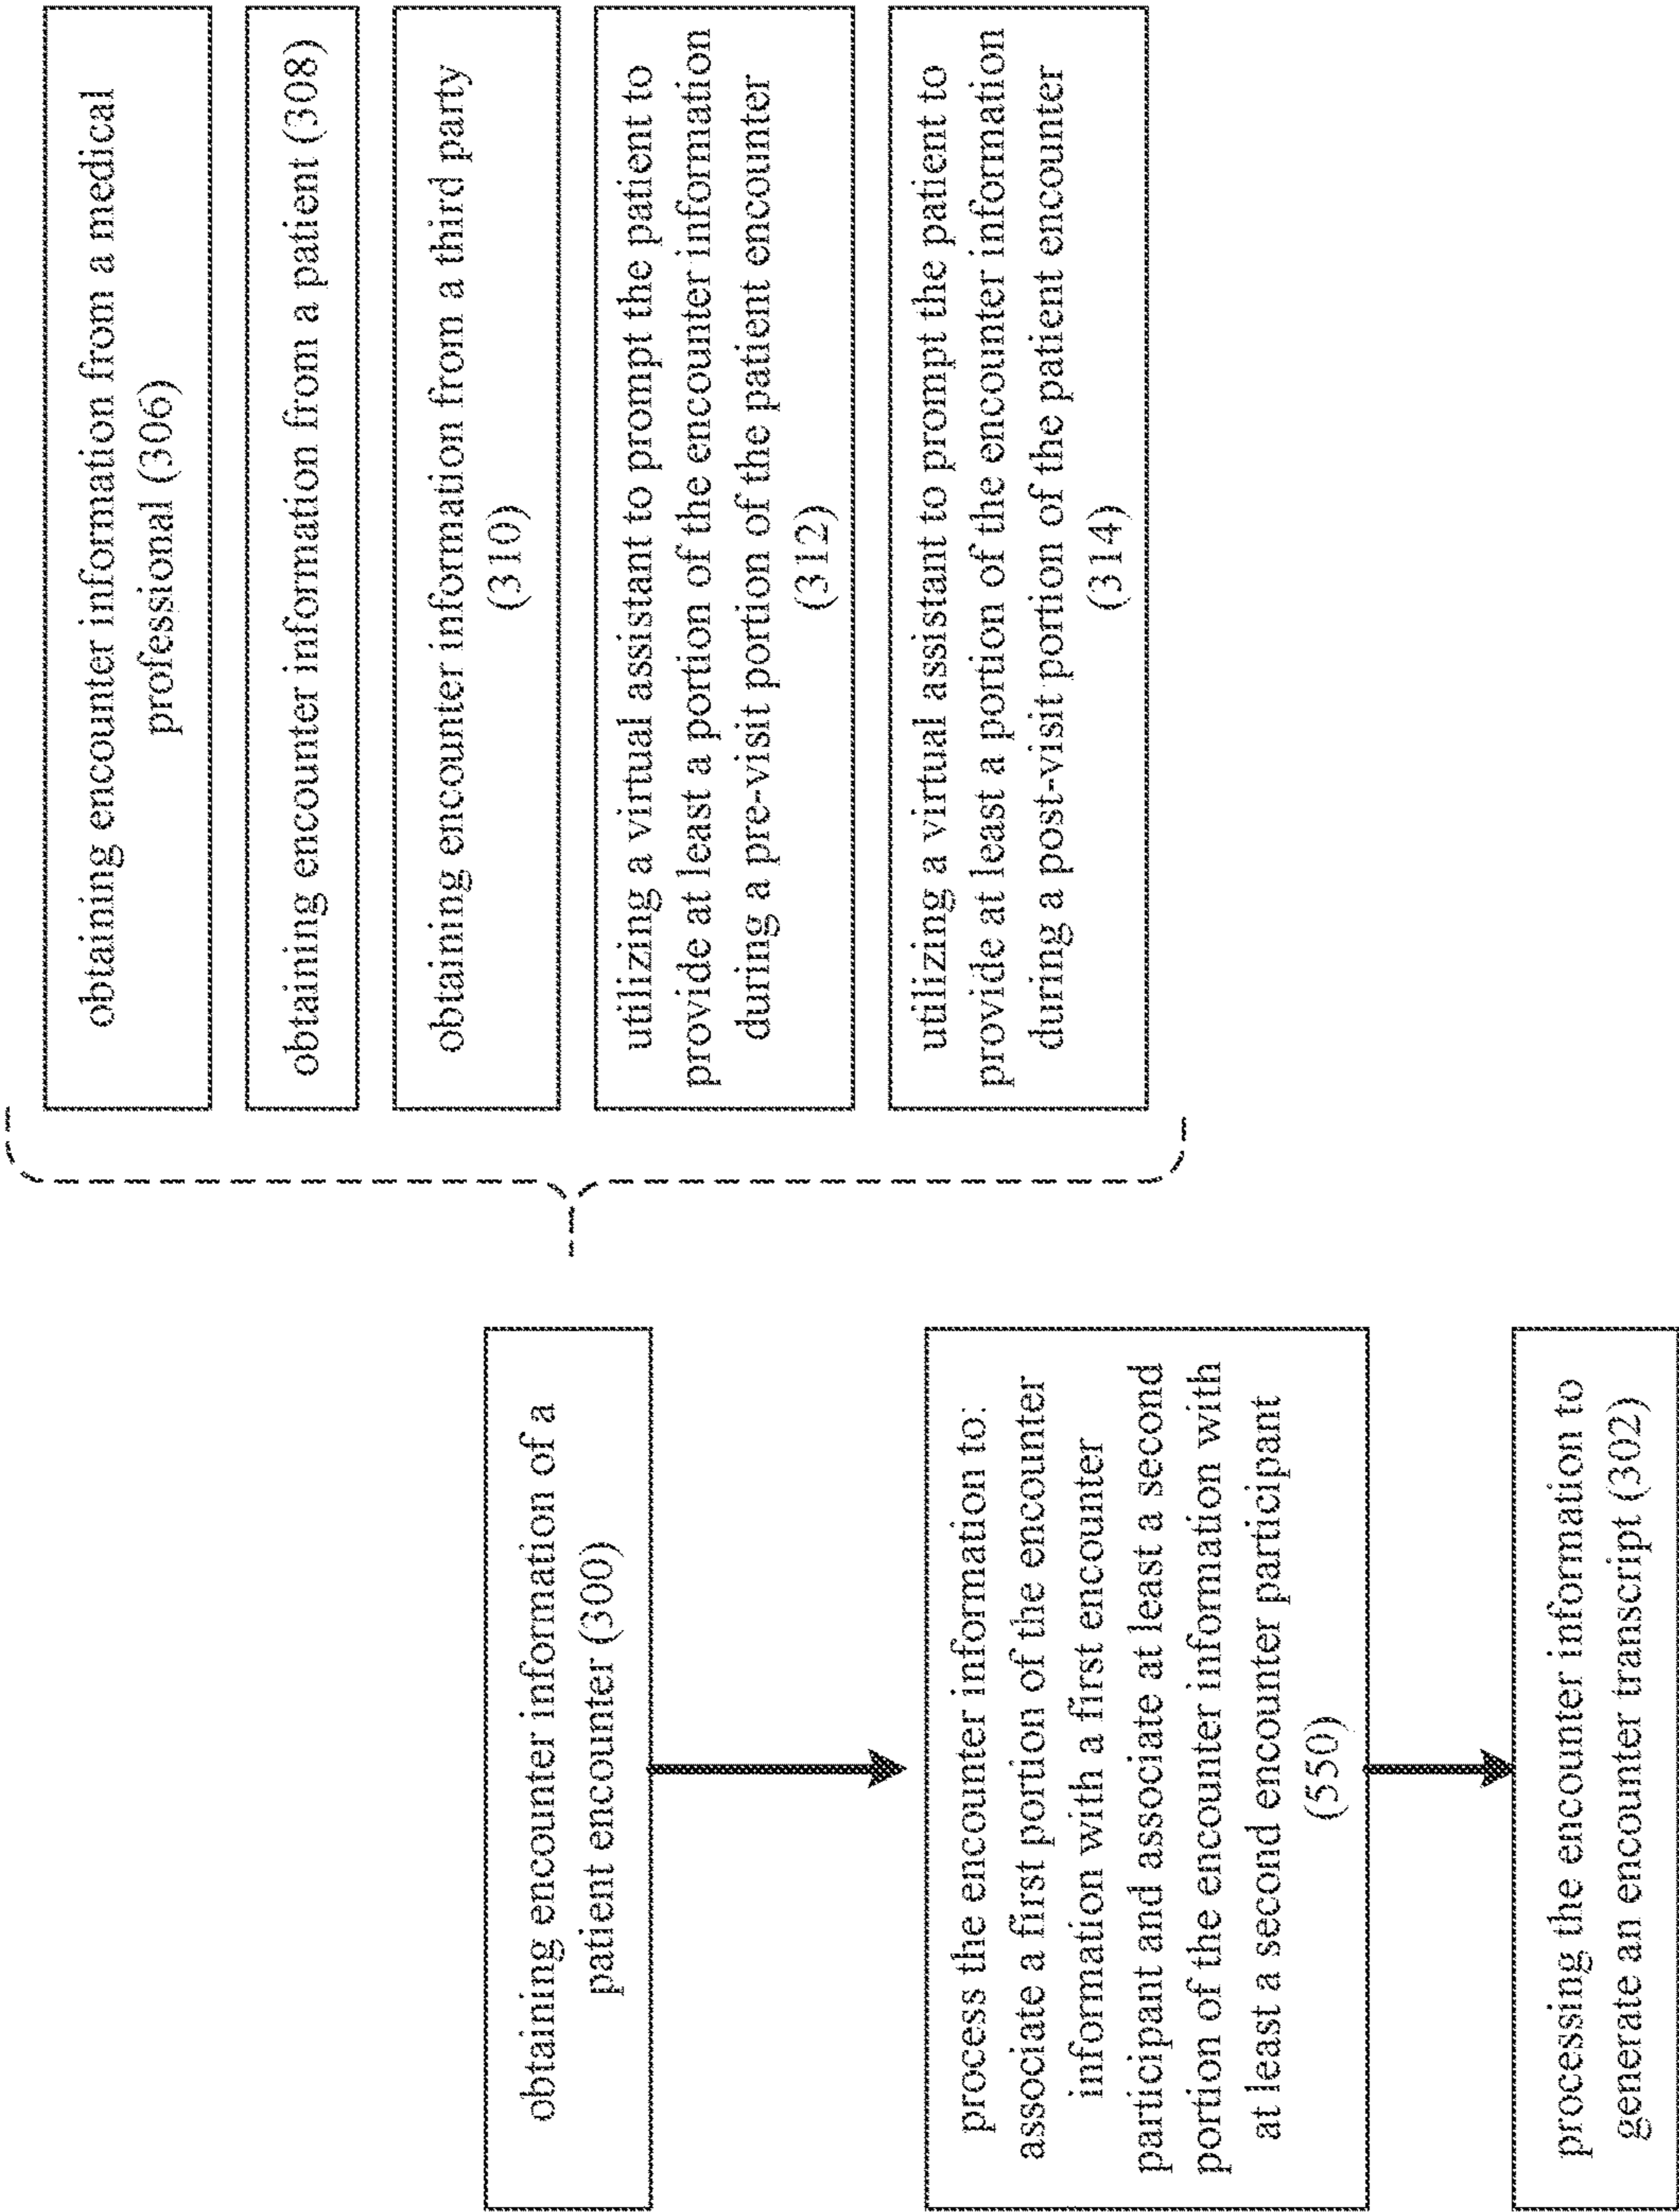 obtaining encounter information of a
patient encounter (300)
process the encounter information to:
associate a first portion of the encounter
information with a first encounter
participant and associate at least a second
portion of the encounter information with
at least a second encounter participant
(550)
processing the encounter information to
generate an encounter transcript (302)
obtaining encounter information from a medical
professional (306)
obtaining encounter information from a patient (308)
obtaining encounter information from a third party
(310)
utilizing a virtual assistant to prompt the patient to
provide at least a portion of the encounter information
during a pre-visit portion of the patient encounter
(312)
utilizing a virtual assistant to prompt the patient to
provide at least a portion of the encounter information
during a post-visit portion of the patient encounter
(314)